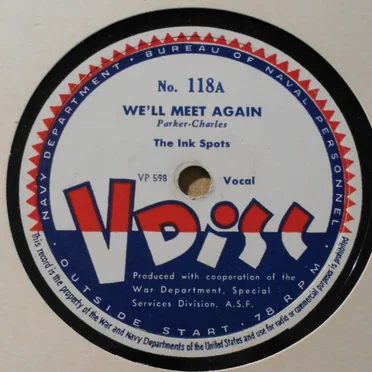 NAVY DEPARTMENT · BUREAU OF NAVAL PERSONNEL
No. 118A
WE'LL MEET AGAIN
Parker-Charles
The Ink Spots
VP 598 Vocal
V DISC
Produced with cooperation of the
War Department, Special
Services Division, A.S.F.
OUTSIDE START · 78 RPM
This record is the property of the War and Navy Departments of the United States and use for radio or commercial purposes is prohibited